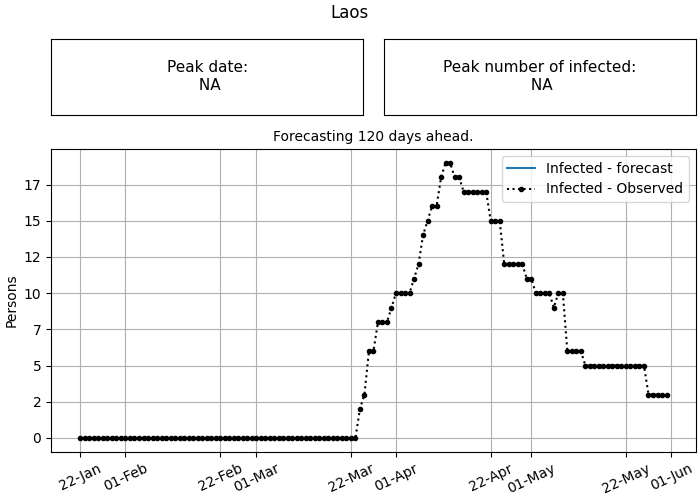 Laos
Peak date:
NA
Peak number of infected:
NA
Forecasting 120 days ahead.
Infected - forecast
Infected - Observed
Persons
17
15
12
10
7
5
2
0
22-Jan
01-Feb
22-Feb
01-Mar
22-Mar
01-Apr
22-Apr
01-May
22-May
01-Jun